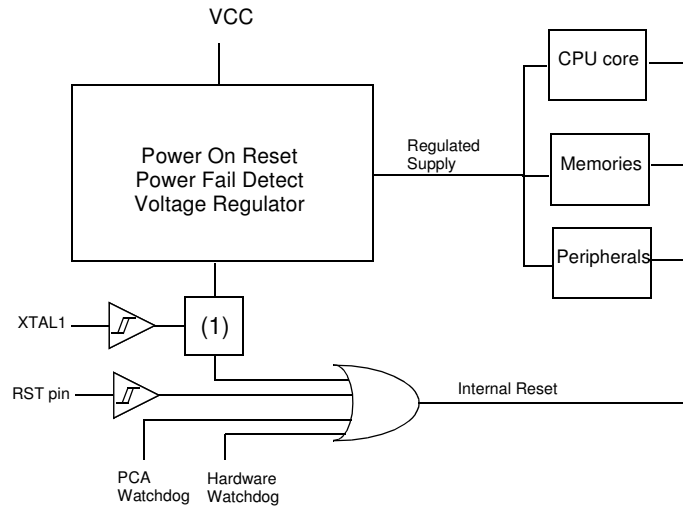 VCC
CPU core
Power On Reset
Power Fail Detect
Voltage Regulator
Regulated
Supply
Memories
Peripherals
XTAL1
(1)
RST pin
Internal Reset
PCA
Watchdog
Hardware
Watchdog